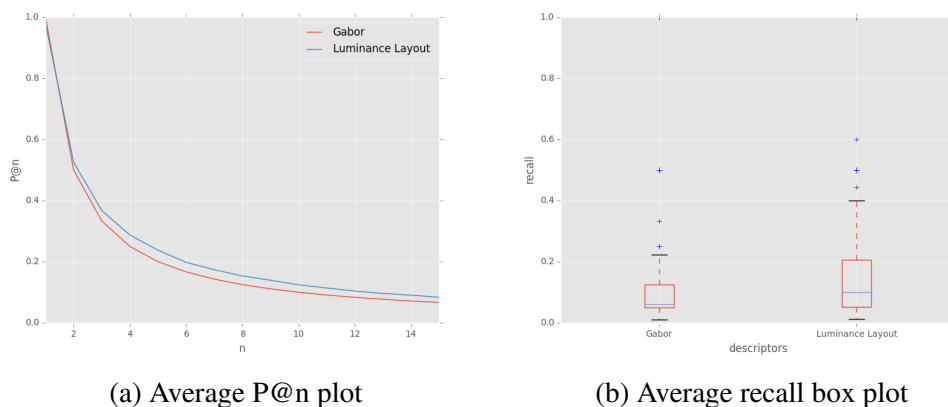 1.0
0.8
0.6
0.4
0.2
0.0
P@n
2 4 6 8 10 12 14
n
Gabor
Luminance Layout
(a) Average P@n plot
1.0
0.8
0.6
0.4
0.2
0.0
recall
Gabor Luminance Layout
descriptors
(b) Average recall box plot